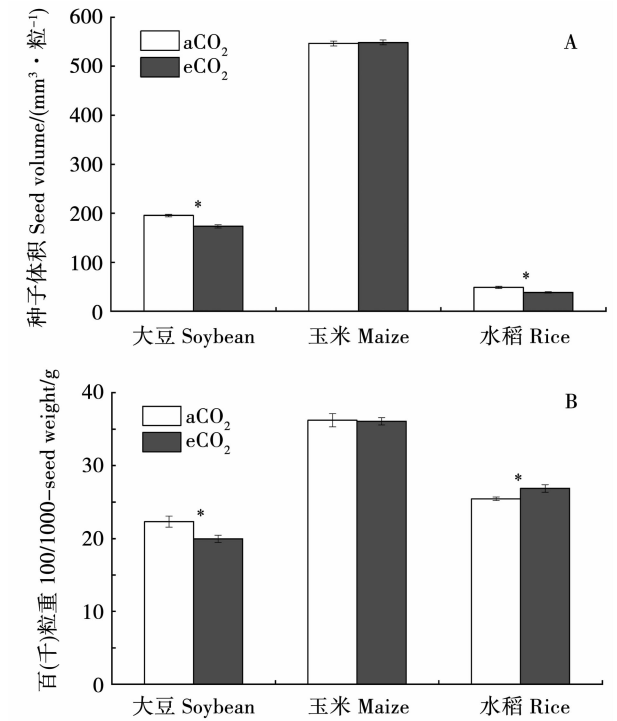 600
500
400
300
200
100
0
种子体积 Seed volume/(mm³·粒⁻¹)
aCO₂
eCO₂
A
*
*
大豆 Soybean
玉米 Maize
水稻 Rice
40
30
20
10
0
百(千)粒重 100/1000-seed weight/g
aCO₂
eCO₂
B
*
*
大豆 Soybean
玉米 Maize
水稻 Rice